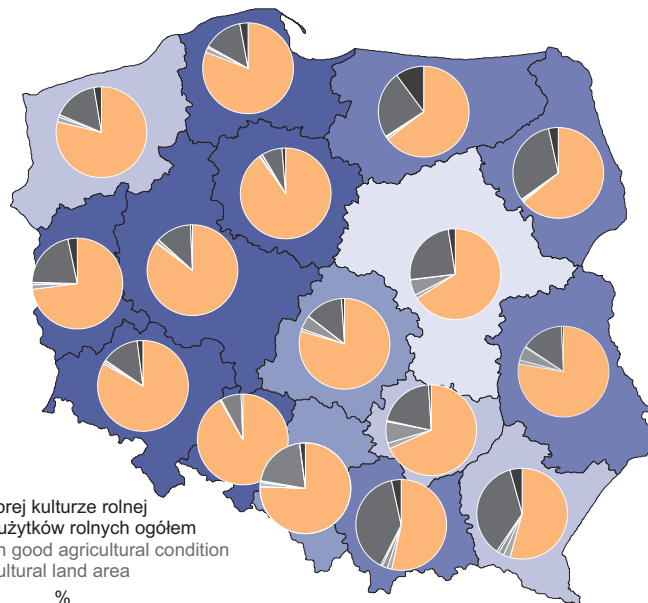 orej kulturze rolnej
użytków rolnych ogółem
good agricultural condition
ultural land area
%